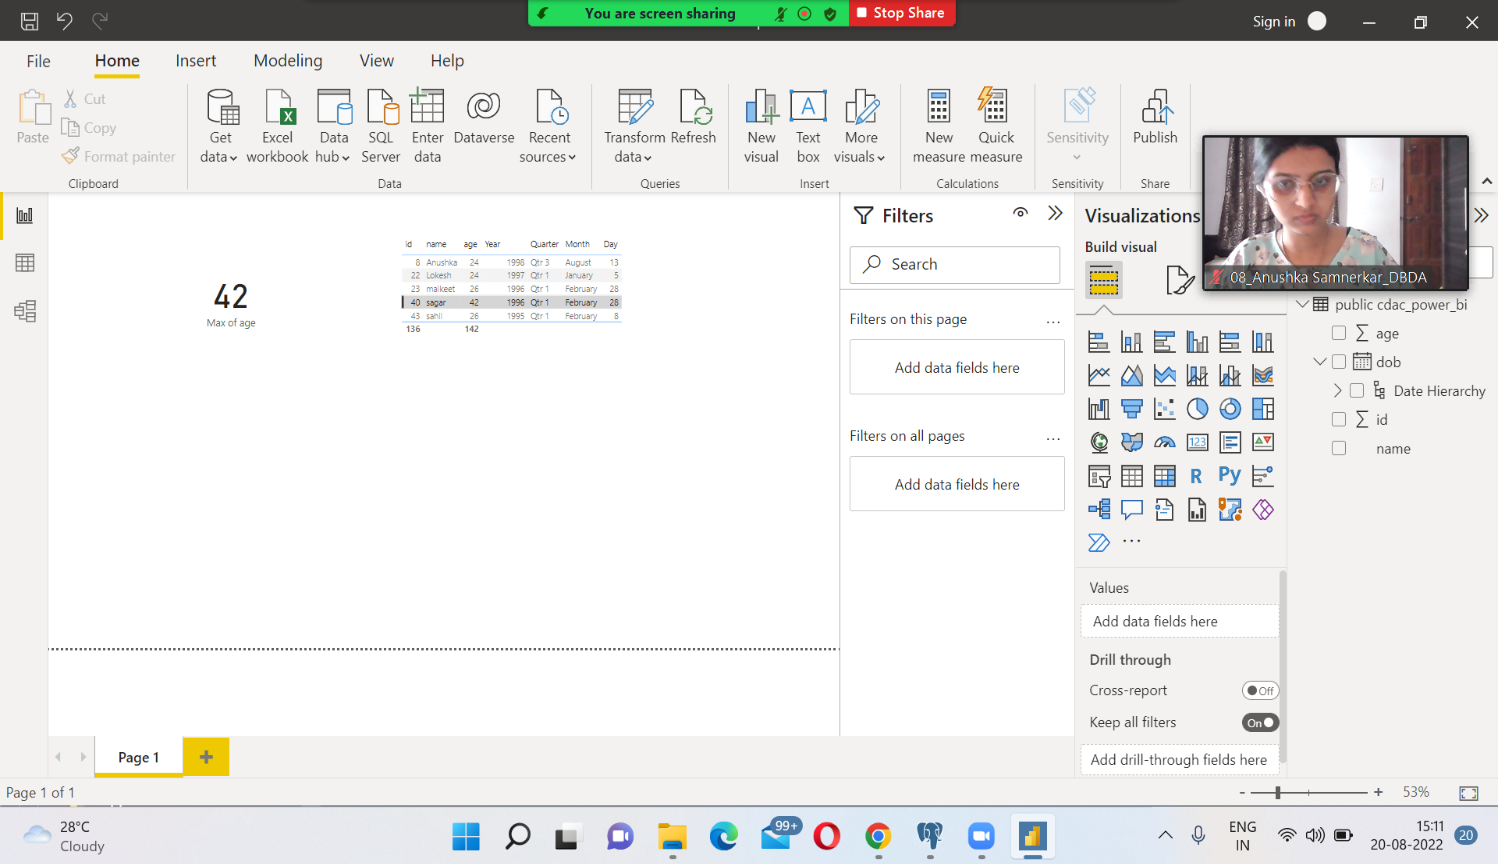 You are screen sharing
Stop Share
Sign in
File Home Insert Modeling View Help
Paste
Cut
Copy
Format painter
Clipboard
Get data
Excel workbook
Data hub
SQL Server
Enter data
Dataverse
Recent sources
Data
Transform data
Refresh
Queries
New visual
Text box
More visuals
Insert
New measure
Quick measure
Calculations
Sensitivity
Sensitivity
Publish
Share
08_Anushka Samnerkar_DBDA
42
Max of age
id name age Year Quarter Month Day
8 Anushka 24 1998 Qtr 3 August 13
22 Lokesh 24 1997 Qtr 1 January 5
23 malkeet 26 1996 Qtr 1 February 28
40 sagar 42 1996 Qtr 1 February 28
43 sahil 26 1995 Qtr 1 February 8
136 142
Filters
Search
Filters on this page ...
Add data fields here
Filters on all pages ...
Add data fields here
Visualizations
Build visual
123
R
Py
...
Values
Add data fields here
Drill through
Cross-report Off
Keep all filters On
Add drill-through fields here
public cdac_power_bi
age
dob
Date Hierarchy
id
name
Page 1
Page 1 of 1
- + 53%
28°C
Cloudy
99+
ENG
IN
15:11
20-08-2022
20